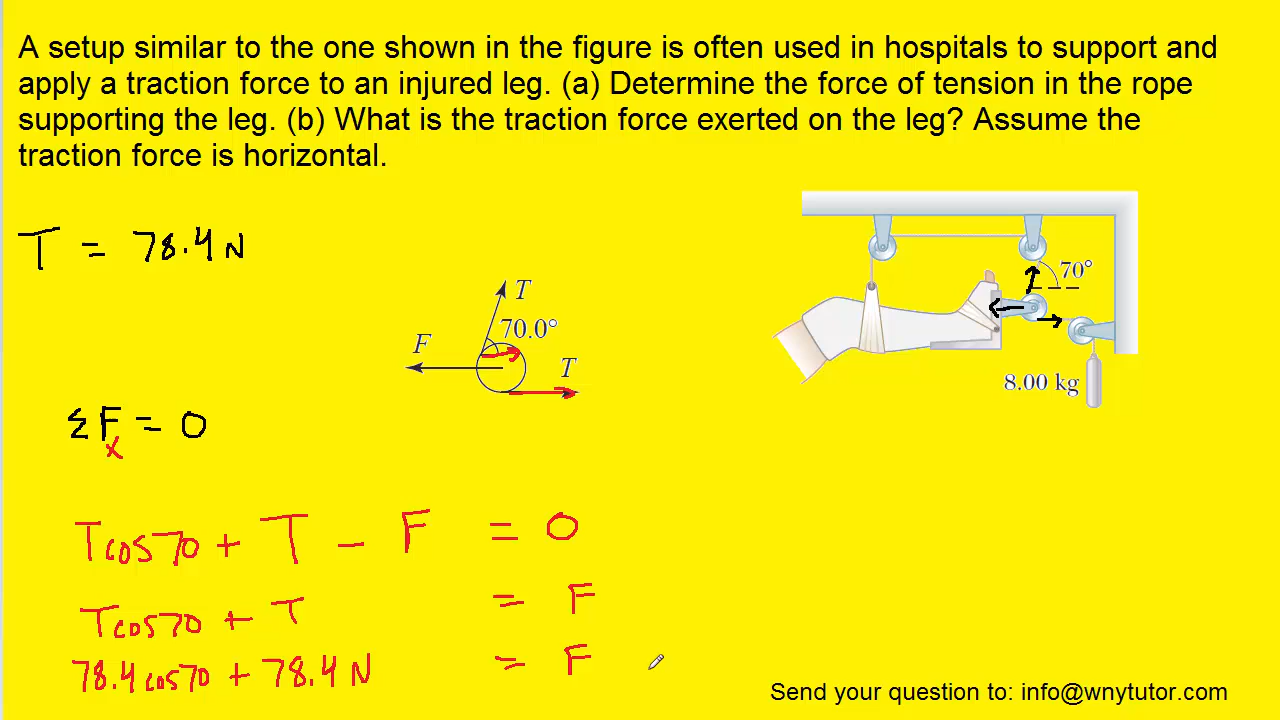 A setup similar to the one shown in the figure is often used in hospitals to support and
apply a traction force to an injured leg. (a) Determine the force of tension in the rope
supporting the leg. (b) What is the traction force exerted on the leg? Assume the
traction force is horizontal.
T = 78.4 N
70°
T
70.0°
F
T
8.00 kg
ΣFx = 0
Tcos70 + T - F = 0
Tcos70 + T = F
78.4cos70 + 78.4 N = F
Send your question to: info@wnytutor.com